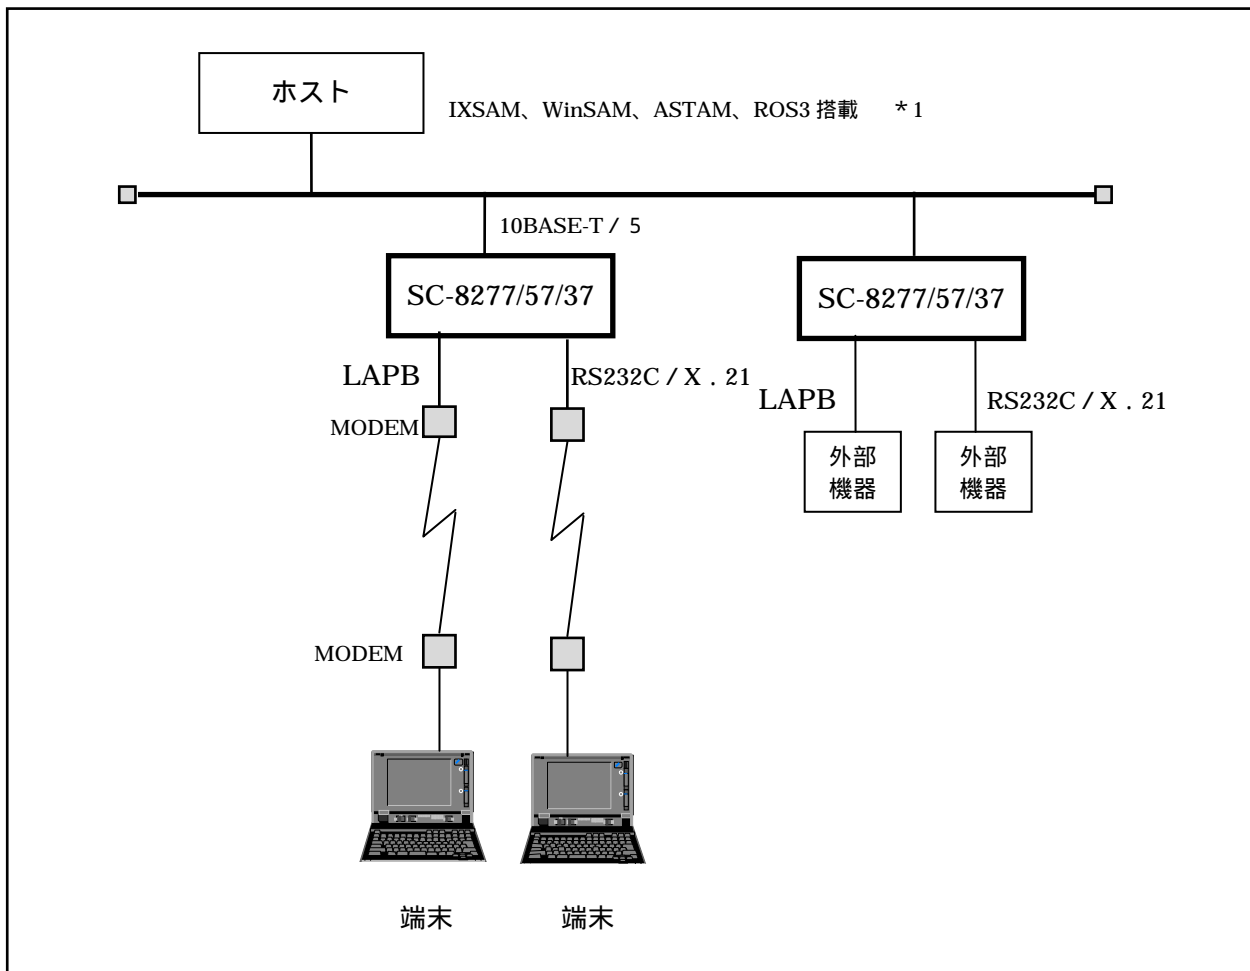 ホスト
IXSAM、WinSAM、ASTAM、ROS3 搭載　＊1
10BASE-T / 5
SC-8277/57/37
SC-8277/57/37
LAPB
RS232C / X . 21
LAPB
RS232C / X . 21
MODEM
外部
機器
外部
機器
MODEM
端末
端末